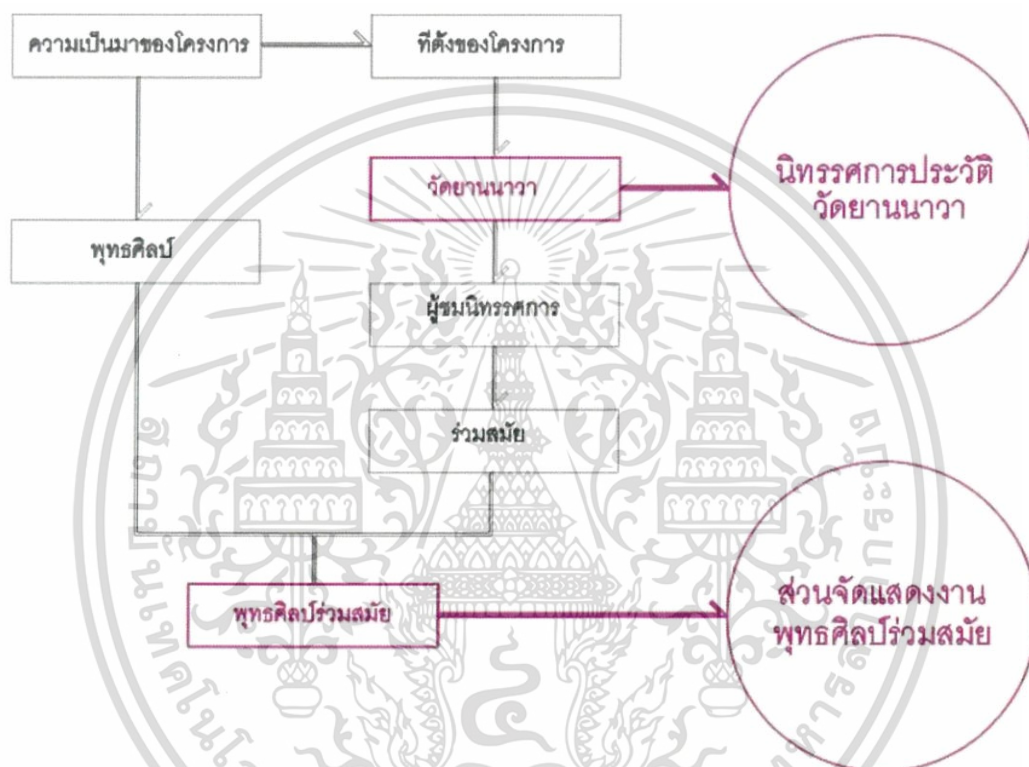 ความเป็นมาของโครงการ
ที่ตั้งของโครงการ
วัดยานนาวา
นิทรรศการประวัติ
วัดยานนาวา
พุทธศิลป์
ผู้ชมนิทรรศการ
ร่วมสมัย
พุทธศิลป์ร่วมสมัย
ส่วนจัดแสดงงาน
พุทธศิลป์ร่วมสมัย